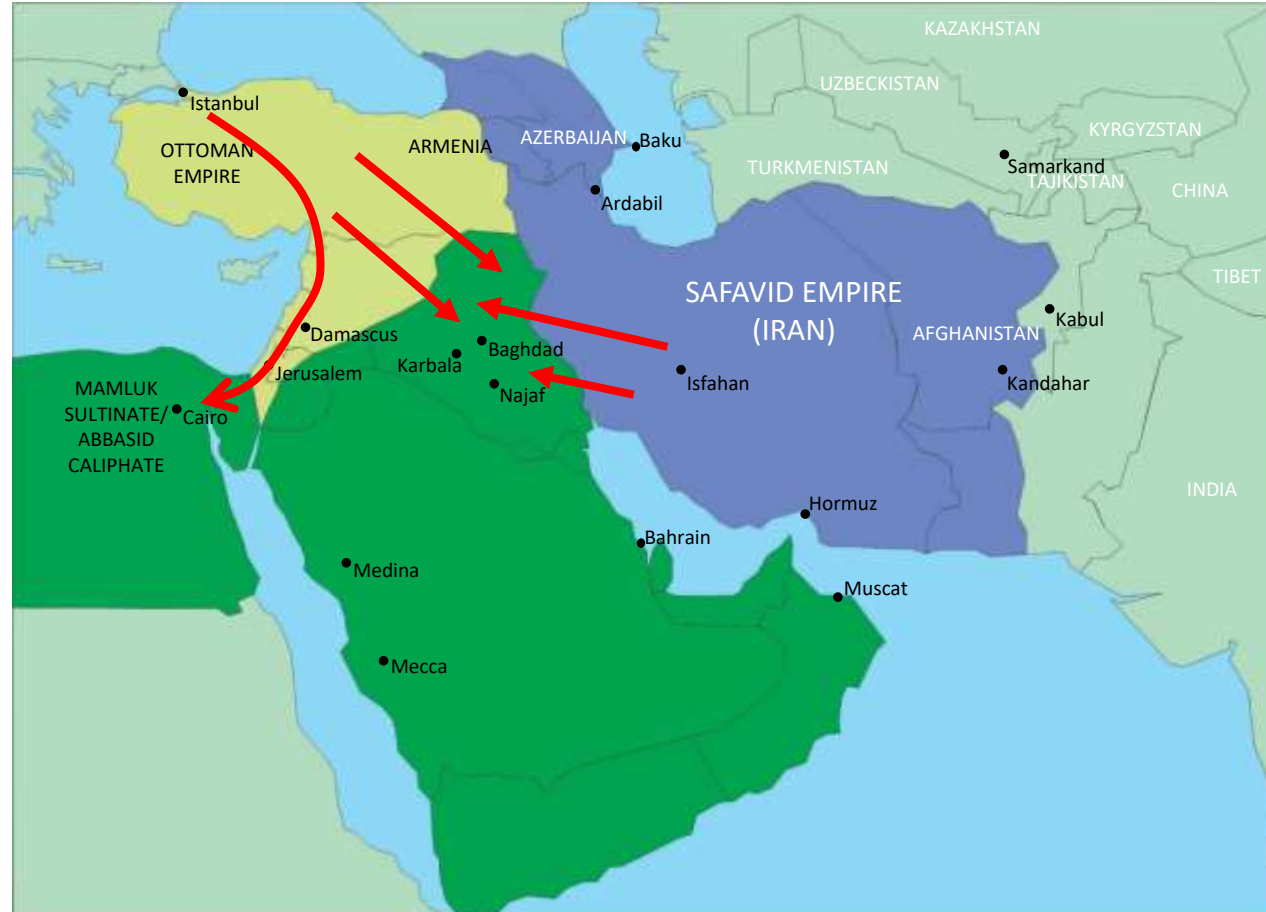 KAZAKHSTAN
UZBECKISTAN
Istanbul
KYRGYZSTAN
AZERBAIJAN
Baku
ARMENIA
OTTOMAN
EMPIRE
Samarkand
TURKMENISTAN
TAJIKISTAN
CHINA
Ardabil
TIBET
SAFAVID EMPIRE
(IRAN)
Kabul
Damascus
AFGHANISTAN
Baghdad
Karbala
Jerusalem
Isfahan
Kandahar
Najaf
MAMLUK
SULTINATE/
ABBASID
CALIPHATE
Cairo
INDIA
Hormuz
Bahrain
Medina
Muscat
Mecca